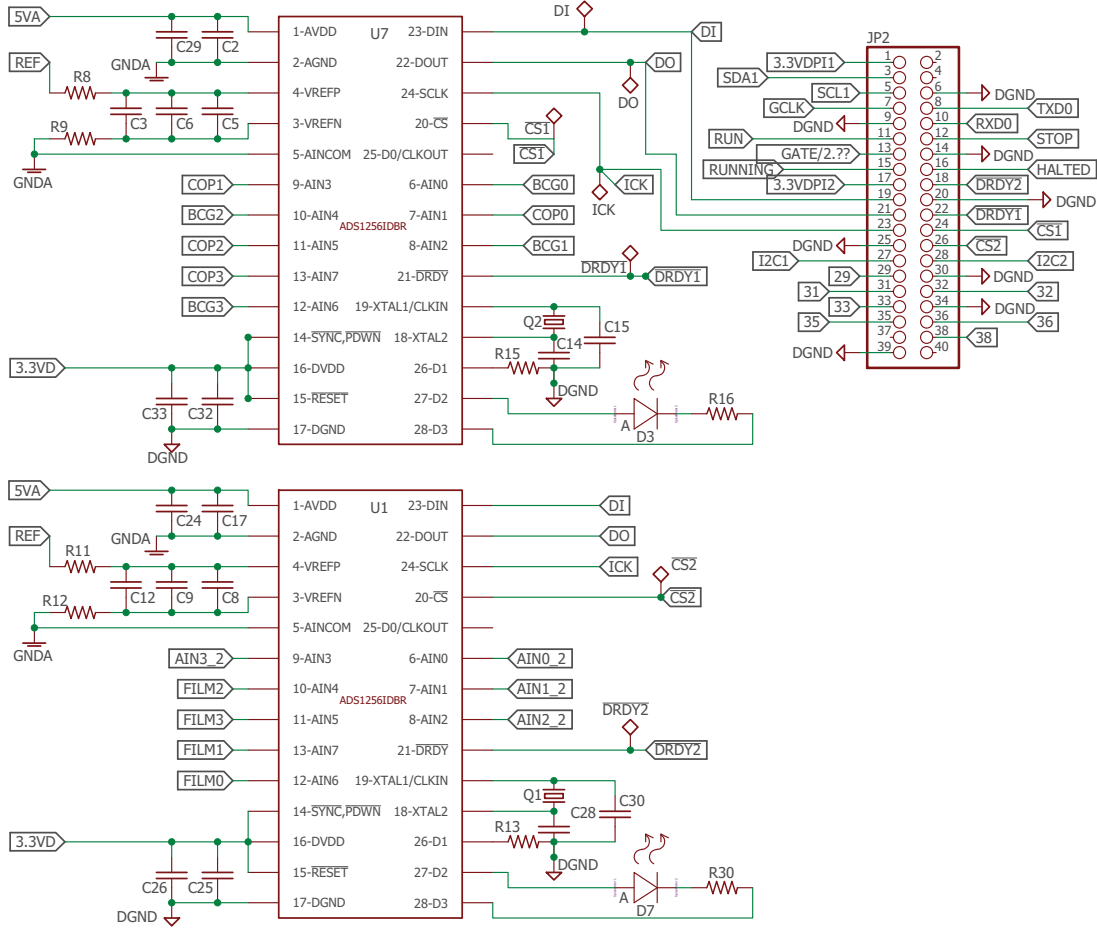 5VA
C29
C2
GNDA
REF
R8
C3
C6
C5
R9
GNDA
U7
1-AVDD
23-DIN
2-AGND
22-DOUT
4-VREFP
24-SCLK
3-VREFN
20-CS
5-AINCOM
25-D0/CLKOUT
9-AIN3
6-AIN0
10-AIN4
7-AIN1
ADS1256IDBR
11-AIN5
8-AIN2
13-AIN7
21-DRDY
12-AIN6
19-XTAL1/CLKIN
14-SYNC,PDWN
18-XTAL2
16-DVDD
26-D1
15-RESET
27-D2
17-DGND
28-D3
COP1
BCG2
COP2
COP3
BCG3
3.3VD
C33
C32
DGND
DI
DI
DO
DO
CS1
CS1
ICK
ICK
BCG0
COP0
BCG1
DRDY1
DRDY1
Q2
C15
C14
R15
DGND
A
D3
R16
JP2
3.3VDPI1
1
2
SDA1
3
4
SCL1
5
6
DGND
GCLK
7
8
TXD0
DGND
9
10
RXD0
RUN
11
12
STOP
GATE/2.??
13
14
DGND
RUNNING
15
16
HALTED
3.3VDPI2
17
18
DRDY2
19
20
DGND
21
22
DRDY1
23
24
CS1
DGND
25
26
CS2
I2C1
27
28
I2C2
29
29
30
DGND
31
31
32
32
33
33
34
DGND
35
35
36
36
37
38
38
DGND
39
40
5VA
C24
C17
GNDA
REF
R11
C12
C9
C8
R12
GNDA
U1
1-AVDD
23-DIN
2-AGND
22-DOUT
4-VREFP
24-SCLK
3-VREFN
20-CS
5-AINCOM
25-D0/CLKOUT
9-AIN3
6-AIN0
10-AIN4
7-AIN1
ADS1256IDBR
11-AIN5
8-AIN2
13-AIN7
21-DRDY
12-AIN6
19-XTAL1/CLKIN
14-SYNC,PDWN
18-XTAL2
16-DVDD
26-D1
15-RESET
27-D2
17-DGND
28-D3
AIN3_2
FILM2
FILM3
FILM1
FILM0
3.3VD
C26
C25
DGND
DI
DO
ICK
CS2
CS2
AIN0_2
AIN1_2
AIN2_2
DRDY2
DRDY2
Q1
C30
C28
R13
DGND
A
D7
R30